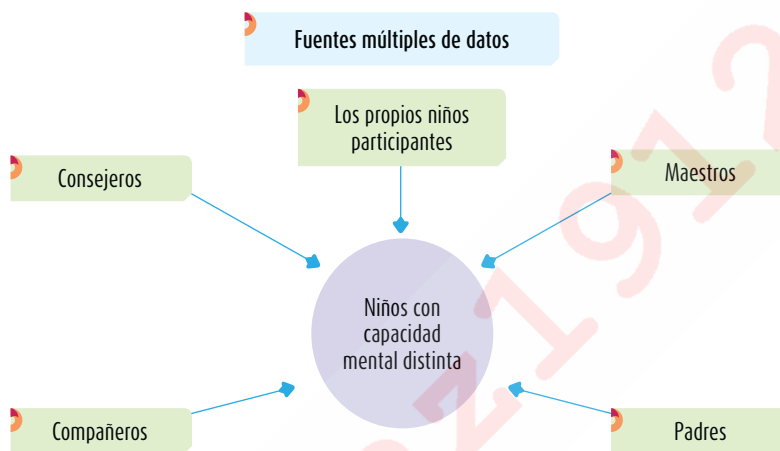 Fuentes múltiples de datos
Los propios niños
participantes
Consejeros
Maestros
Niños con
capacidad
mental distinta
Compañeros
Padres